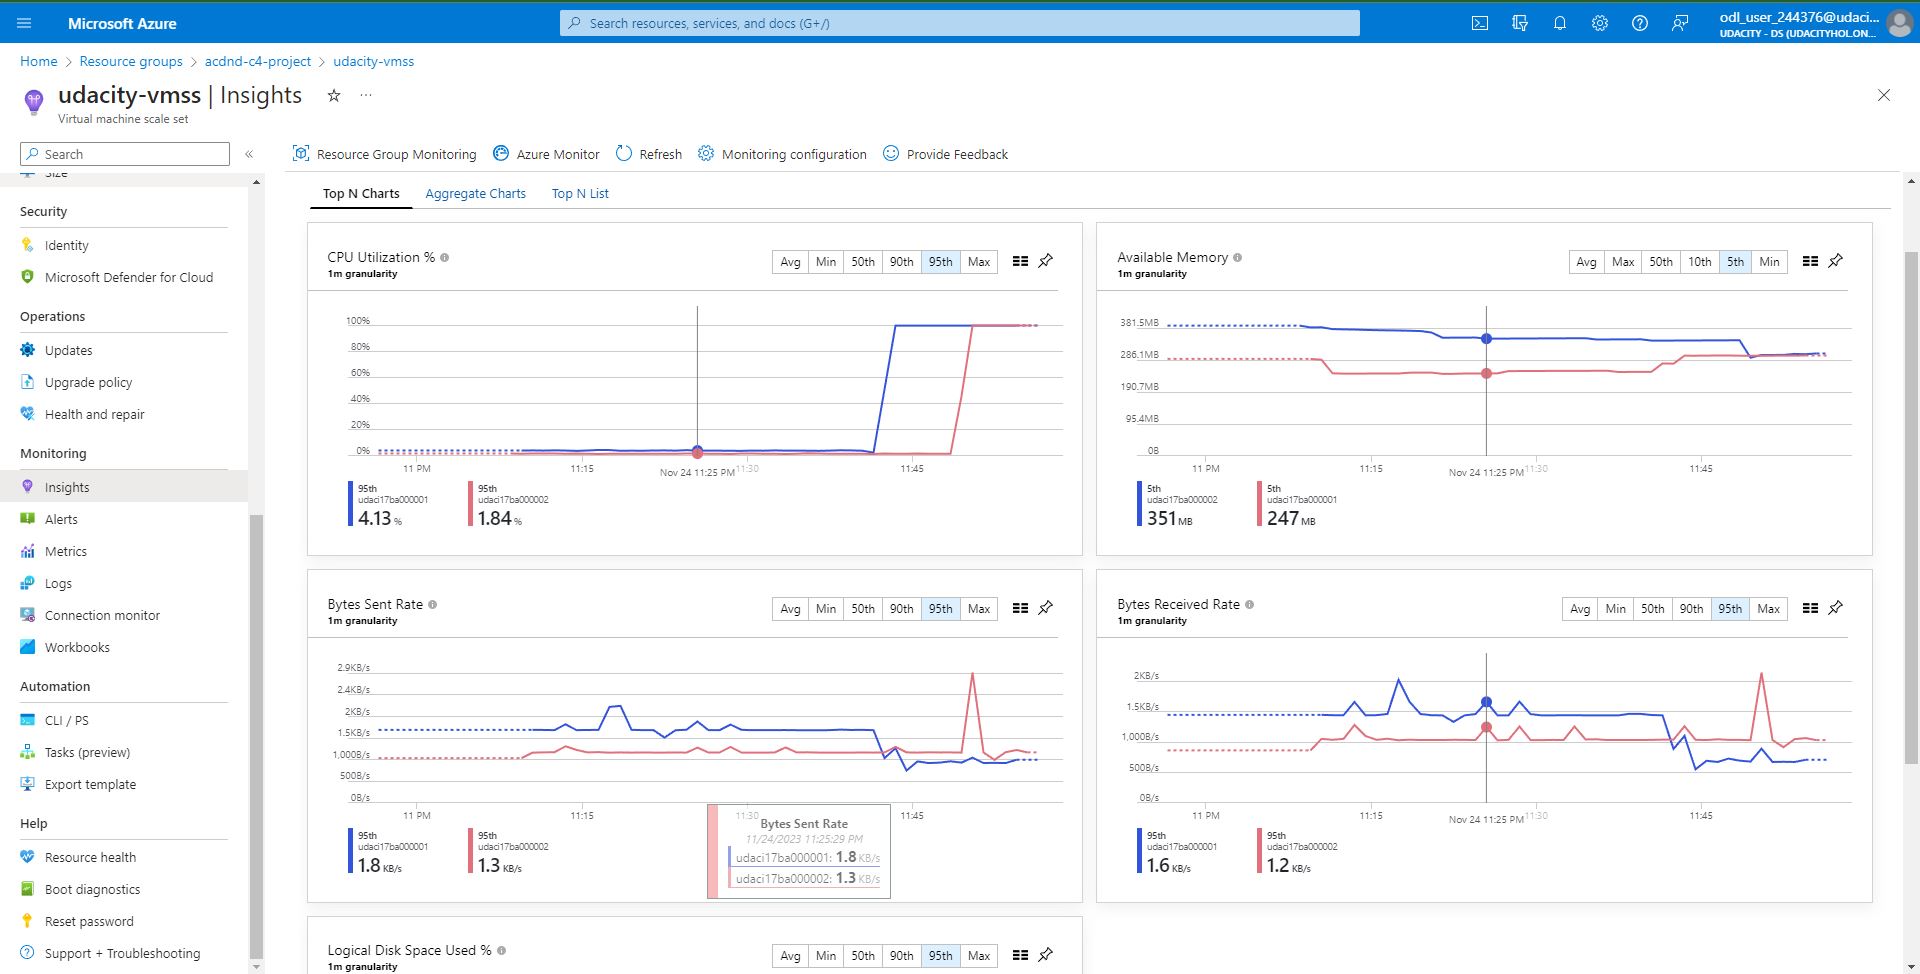 Microsoft Azure
Search resources, services, and docs (G+/)
odl_user_244376@udaci...
UDACITY - DS (UDACITYHOL.ON...
Home > Resource groups > acdnd-c4-project > udacity-vmss
udacity-vmss | Insights
Virtual machine scale set
Search
Size
Security
Identity
Microsoft Defender for Cloud
Operations
Updates
Upgrade policy
Health and repair
Monitoring
Insights
Alerts
Metrics
Logs
Connection monitor
Workbooks
Automation
CLI / PS
Tasks (preview)
Export template
Help
Resource health
Boot diagnostics
Reset password
Support + Troubleshooting
Resource Group Monitoring Azure Monitor Refresh Monitoring configuration Provide Feedback
Top N Charts Aggregate Charts Top N List
CPU Utilization %
1m granularity
Avg Min 50th 90th 95th Max
100%
80%
60%
40%
20%
0%
11 PM 11:15 Nov 24 11:25 PM 11:30 11:45
95th
udaci17ba000001
4.13 %
95th
udaci17ba000002
1.84 %
Available Memory
1m granularity
Avg Max 50th 10th 5th Min
381.5MB
286.1MB
190.7MB
95.4MB
0B
11 PM 11:15 Nov 24 11:25 PM 11:30 11:45
5th
udaci17ba000002
351 MB
5th
udaci17ba000001
247 MB
Bytes Sent Rate
1m granularity
Avg Min 50th 90th 95th Max
2.9KB/s
2.4KB/s
2KB/s
1.5KB/s
1,000B/s
500B/s
0B/s
11 PM 11:15 11:30 11:45
95th
udaci17ba000001
1.8 KB/s
95th
udaci17ba000002
1.3 KB/s
Bytes Sent Rate
11/24/2023 11:25:29 PM
udaci17ba000001: 1.8 KB/s
udaci17ba000002: 1.3 KB/s
Bytes Received Rate
1m granularity
Avg Min 50th 90th 95th Max
2KB/s
1.5KB/s
1,000B/s
500B/s
0B/s
11 PM 11:15 Nov 24 11:25 PM 11:30 11:45
95th
udaci17ba000001
1.6 KB/s
95th
udaci17ba000002
1.2 KB/s
Logical Disk Space Used %
1m granularity
Avg Min 50th 90th 95th Max